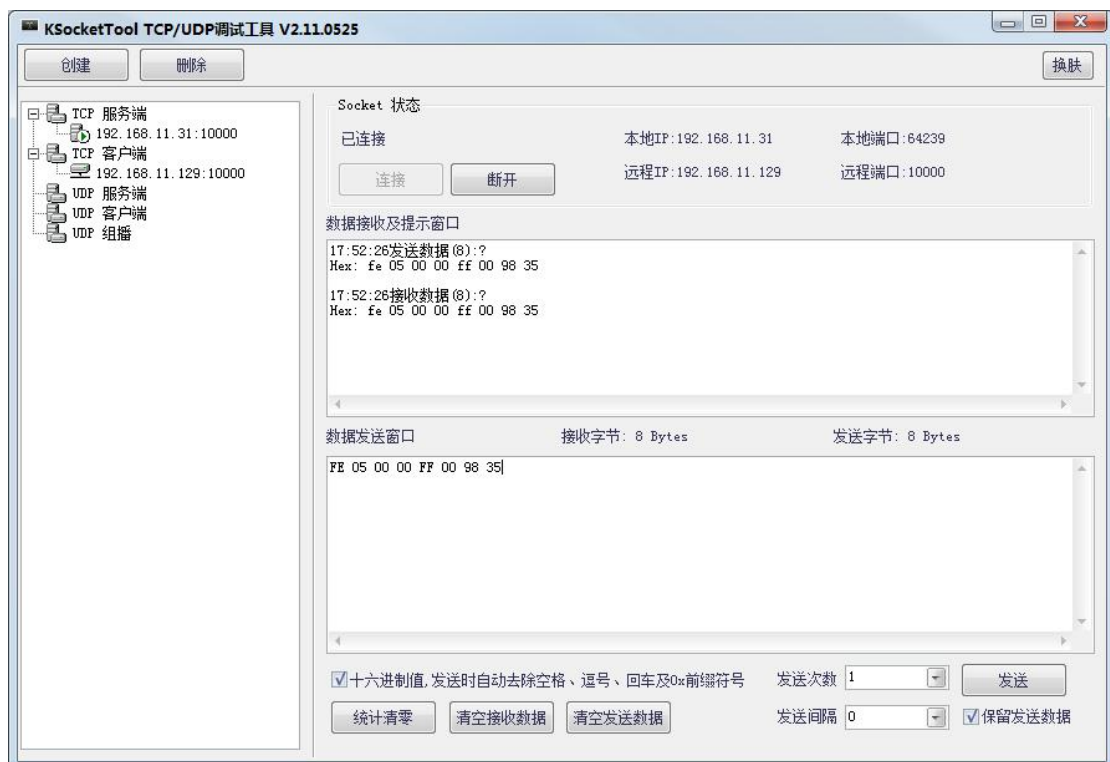 KSocketTool TCP/UDP调试工具 V2.11.0525
创建 删除 换肤
TCP 服务端
192.168.11.31:10000
TCP 客户端
192.168.11.129:10000
UDP 服务端
UDP 客户端
UDP 组播
Socket 状态
已连接 本地IP:192.168.11.31 本地端口:64239
连接 断开 远程IP:192.168.11.129 远程端口:10000
数据接收及提示窗口
17:52:26发送数据(8):?
Hex: fe 05 00 00 ff 00 98 35
17:52:26接收数据(8):?
Hex: fe 05 00 00 ff 00 98 35
数据发送窗口 接收字节: 8 Bytes 发送字节: 8 Bytes
FE 05 00 00 FF 00 98 35
十六进制值,发送时自动去除空格、逗号、回车及0x前缀符号 发送次数 1 发送
统计清零 清空接收数据 清空发送数据 发送间隔 0 保留发送数据